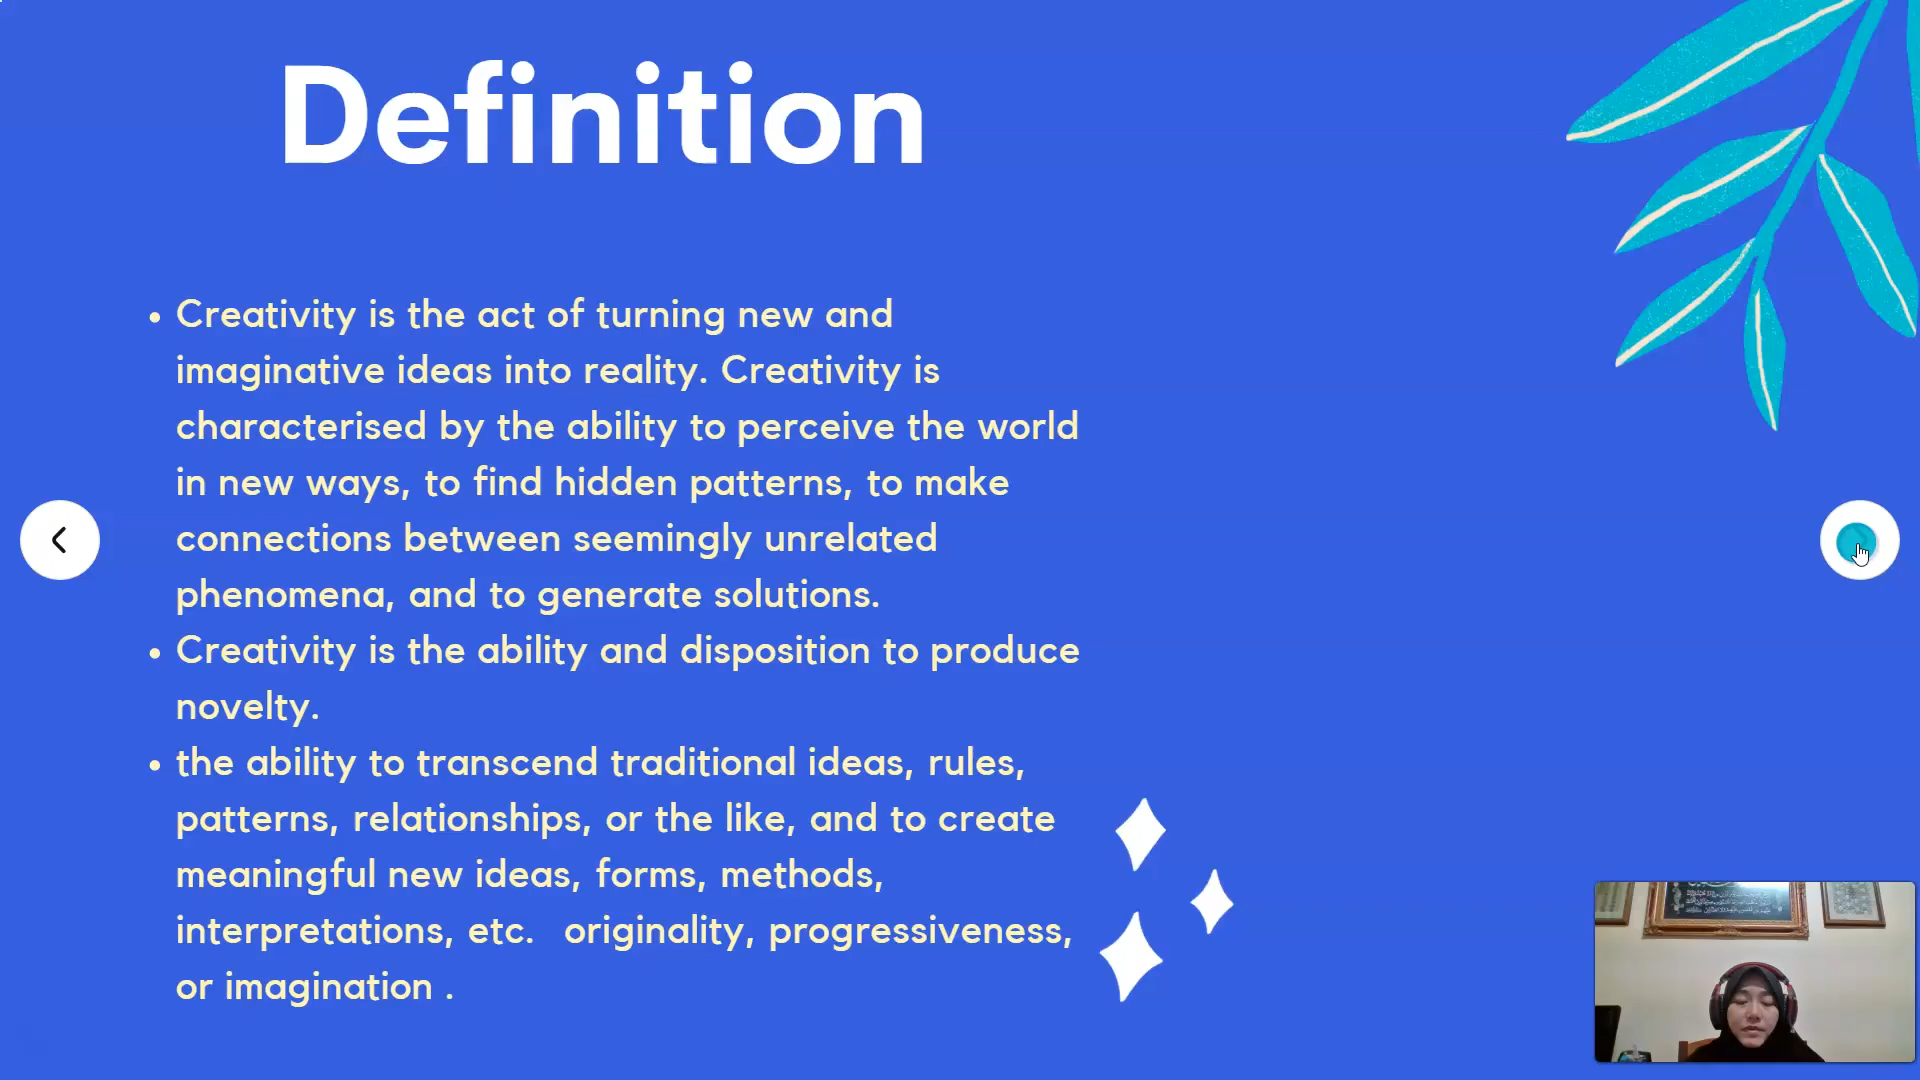 Definition
• Creativity is the act of turning new and
imaginative ideas into reality. Creativity is
characterised by the ability to perceive the world
in new ways, to find hidden patterns, to make
connections between seemingly unrelated
phenomena, and to generate solutions.
• Creativity is the ability and disposition to produce
novelty.
• the ability to transcend traditional ideas, rules,
patterns, relationships, or the like, and to create
meaningful new ideas, forms, methods,
interpretations, etc.  originality, progressiveness,
or imagination .